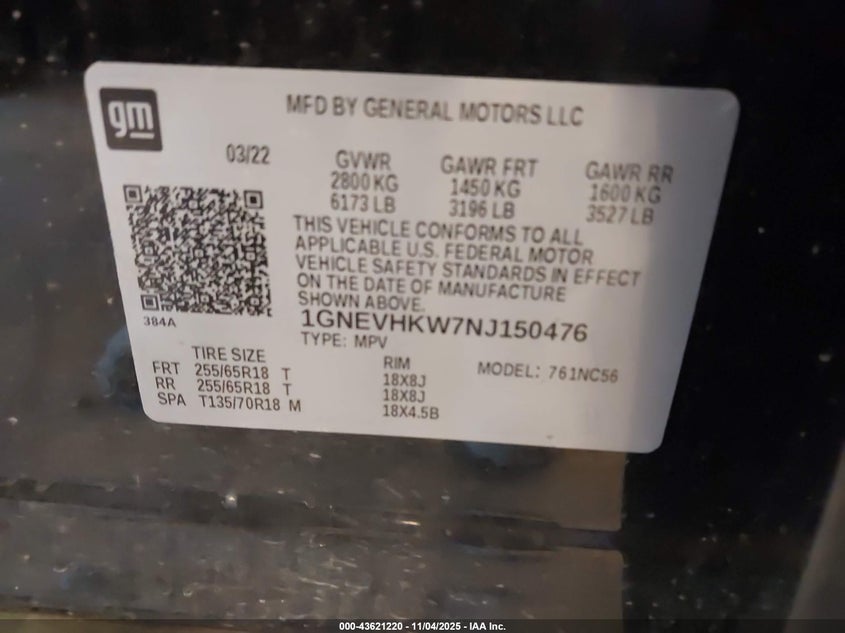 gm
MFD BY GENERAL MOTORS LLC
03/22
GVWR
2800 KG
6173 LB
GAWR FRT
1450 KG
3196 LB
GAWR RR
1600 KG
3527 LB
THIS VEHICLE CONFORMS TO ALL
APPLICABLE U.S. FEDERAL MOTOR
VEHICLE SAFETY STANDARDS IN EFFECT
ON THE DATE OF MANUFACTURE
SHOWN ABOVE.
384A
1GNEVHKW7NJ150476
TYPE: MPV
TIRE SIZE RIM MODEL: 761NC56
FRT 255/65R18 T 18X8J
RR 255/65R18 T 18X8J
SPA T135/70R18 M 18X4.5B
000-43621220 - 11/04/2025 - IAA Inc.